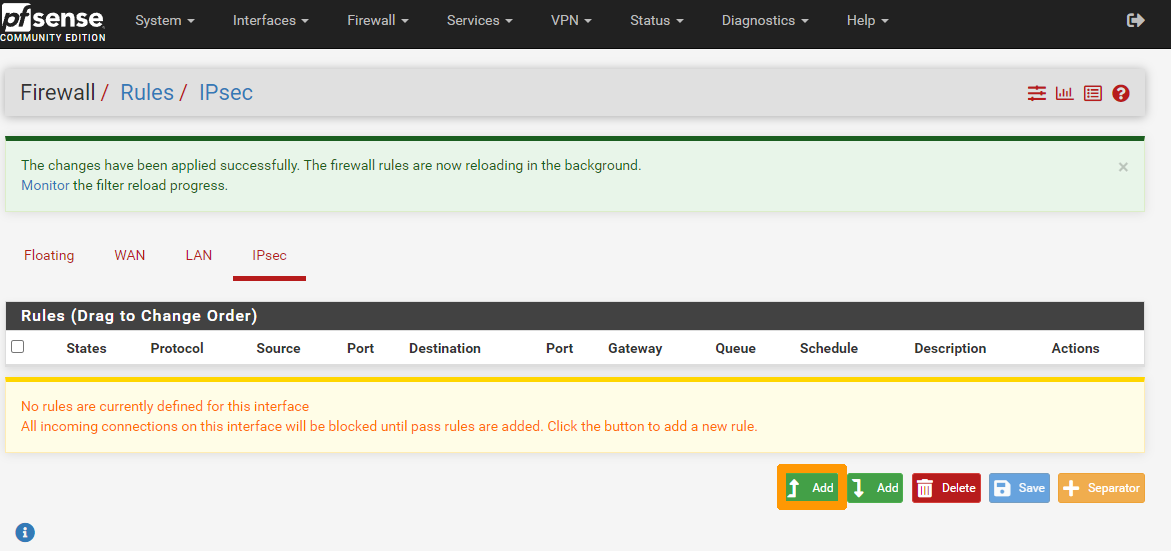 pfsense
COMMUNITY EDITION
System Interfaces Firewall Services VPN Status Diagnostics Help
Firewall / Rules / IPsec
The changes have been applied successfully. The firewall rules are now reloading in the background.
Monitor the filter reload progress.
×
Floating WAN LAN IPsec
Rules (Drag to Change Order)
States Protocol Source Port Destination Port Gateway Queue Schedule Description Actions
No rules are currently defined for this interface
All incoming connections on this interface will be blocked until pass rules are added. Click the button to add a new rule.
Add Add Delete Save Separator